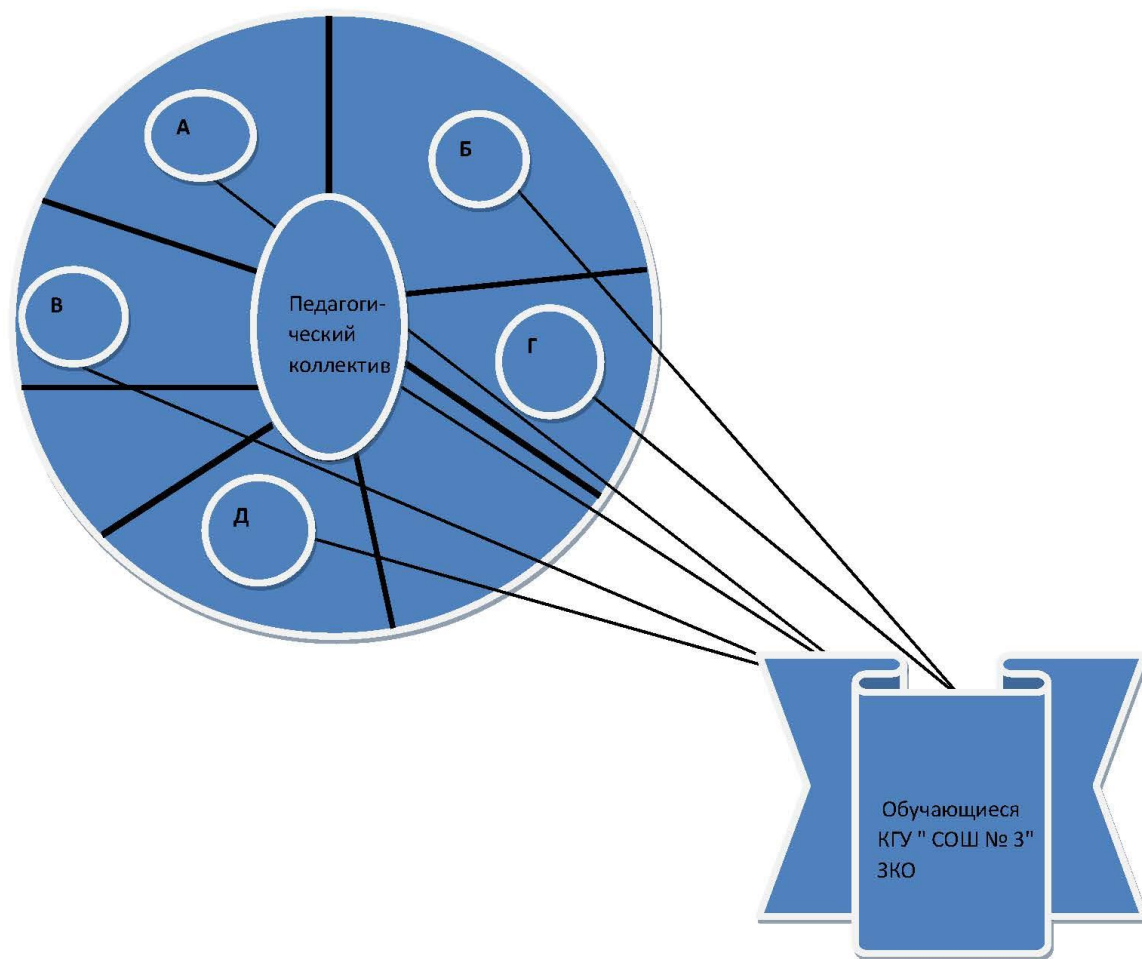 А
Б
В
Педагоги-
ческий
коллектив
Г
Д
Обучающиеся
КГУ " СОШ № 3"
ЗКО